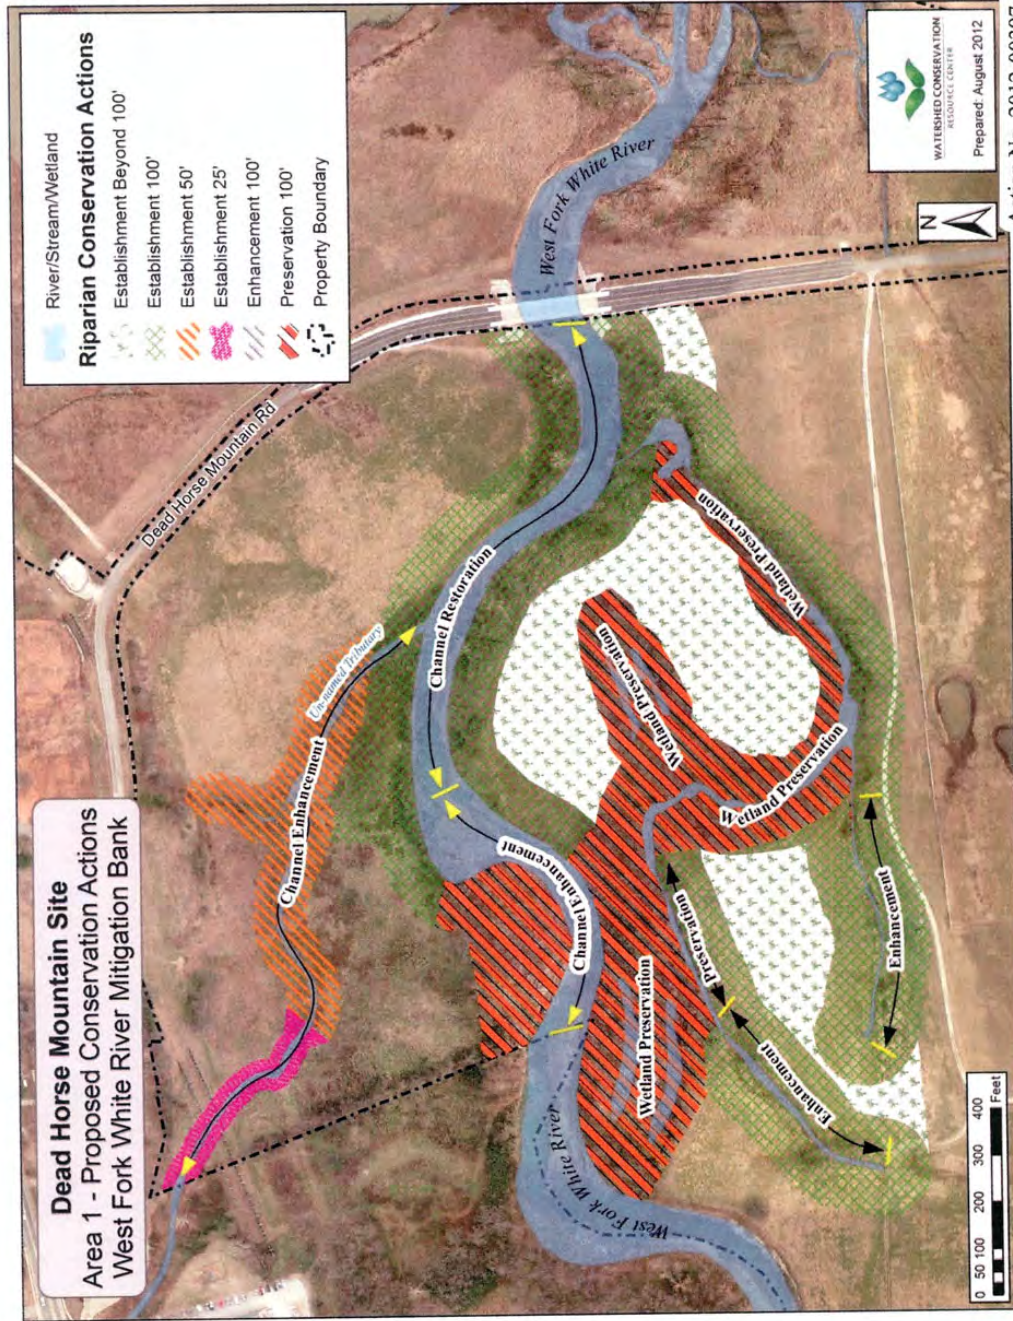 Dead Horse Mountain Site
Area 1 - Proposed Conservation Actions
West Fork White River Mitigation Bank
River/Stream/Wetland
Riparian Conservation Actions
Establishment Beyond 100'
Establishment 100'
Establishment 50'
Establishment 25'
Enhancement 100'
Preservation 100'
Property Boundary
Dead Horse Mountain Rd
Un-named Tributary
Channel Enhancement
Channel Restoration
West Fork White River
Channel Enhancement
West Fork White River
Wetland Preservation
Wetland Preservation
Wetland Preservation
Wetland Preservation
Preservation
Enhancement
Enhancement
0 50 100 200 300 400
Feet
N
WATERSHED CONSERVATION
RESOURCE CENTER
Prepared: August 2012